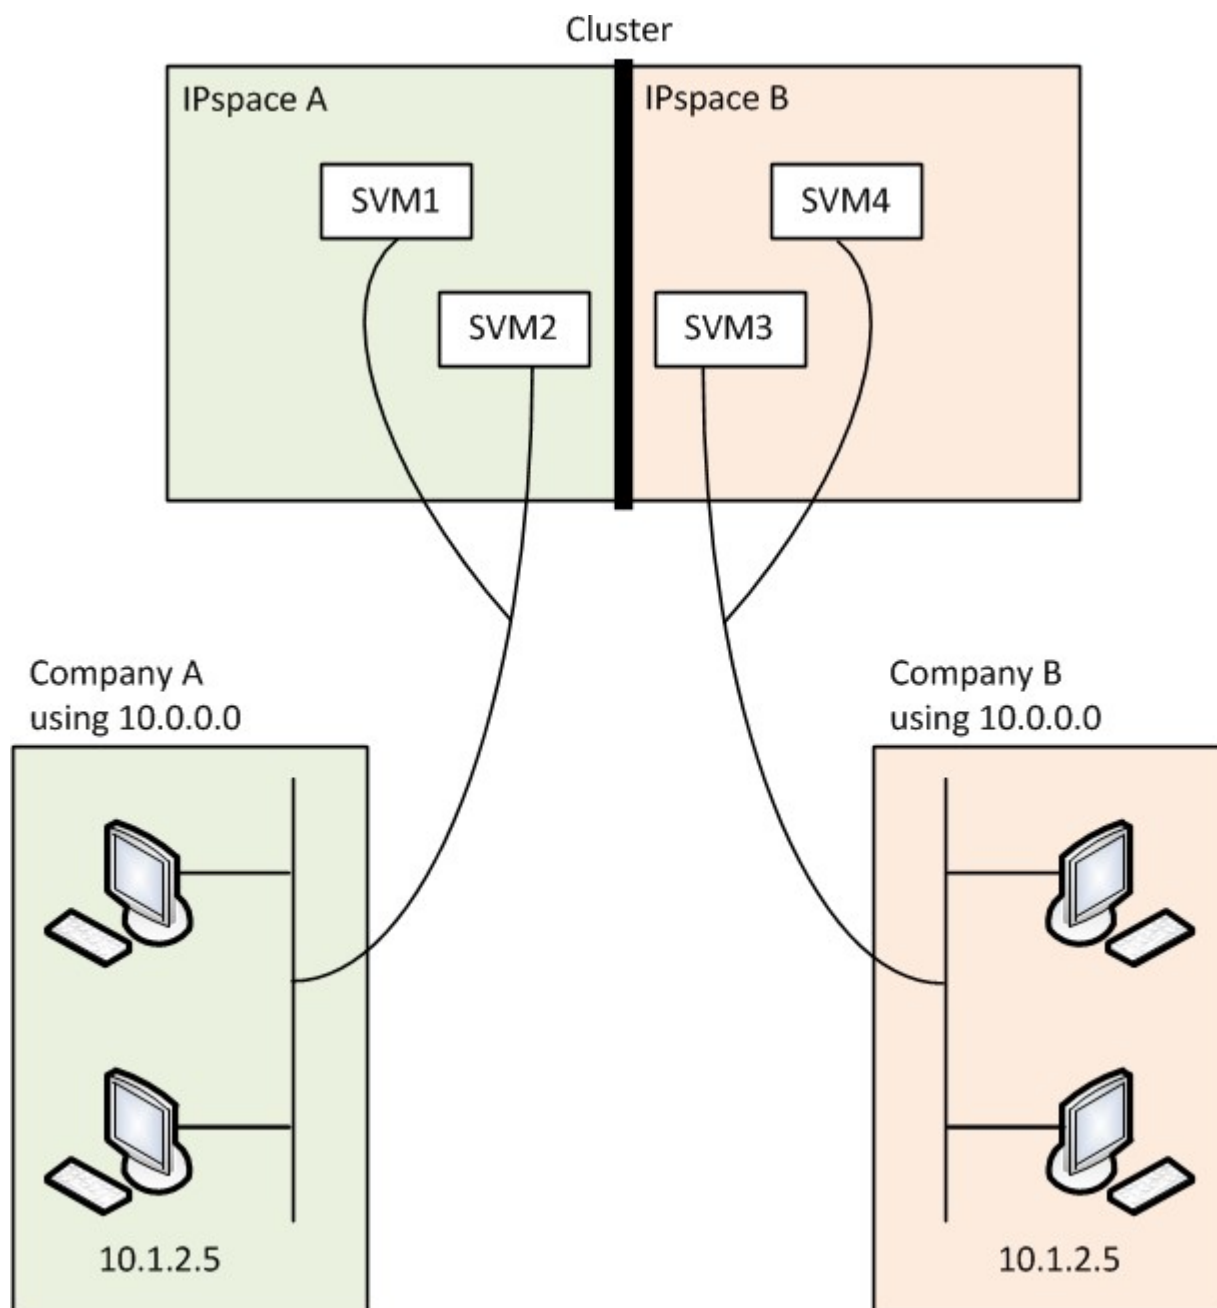 Cluster
IPspace A
IPspace B
SVM1
SVM4
SVM2
SVM3
Company A
using 10.0.0.0
Company B
using 10.0.0.0
10.1.2.5
10.1.2.5